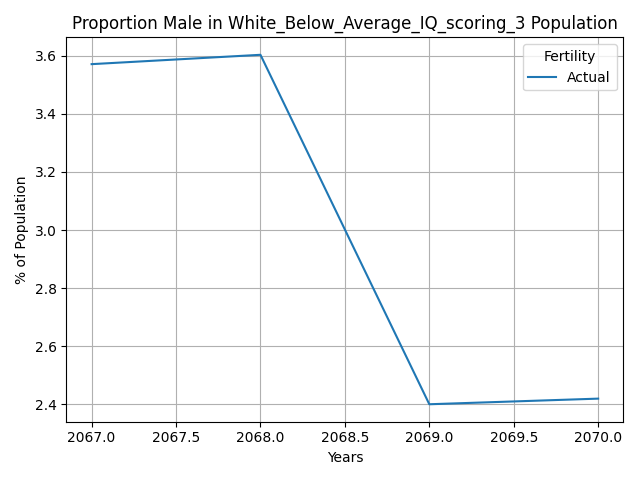 Proportion Male in White_Below_Average_IQ_scoring_3 Population
Fertility
Actual
3.6
3.4
3.2
3.0
2.8
2.6
2.4
% of Population
2067.0 2067.5 2068.0 2068.5 2069.0 2069.5 2070.0
Years